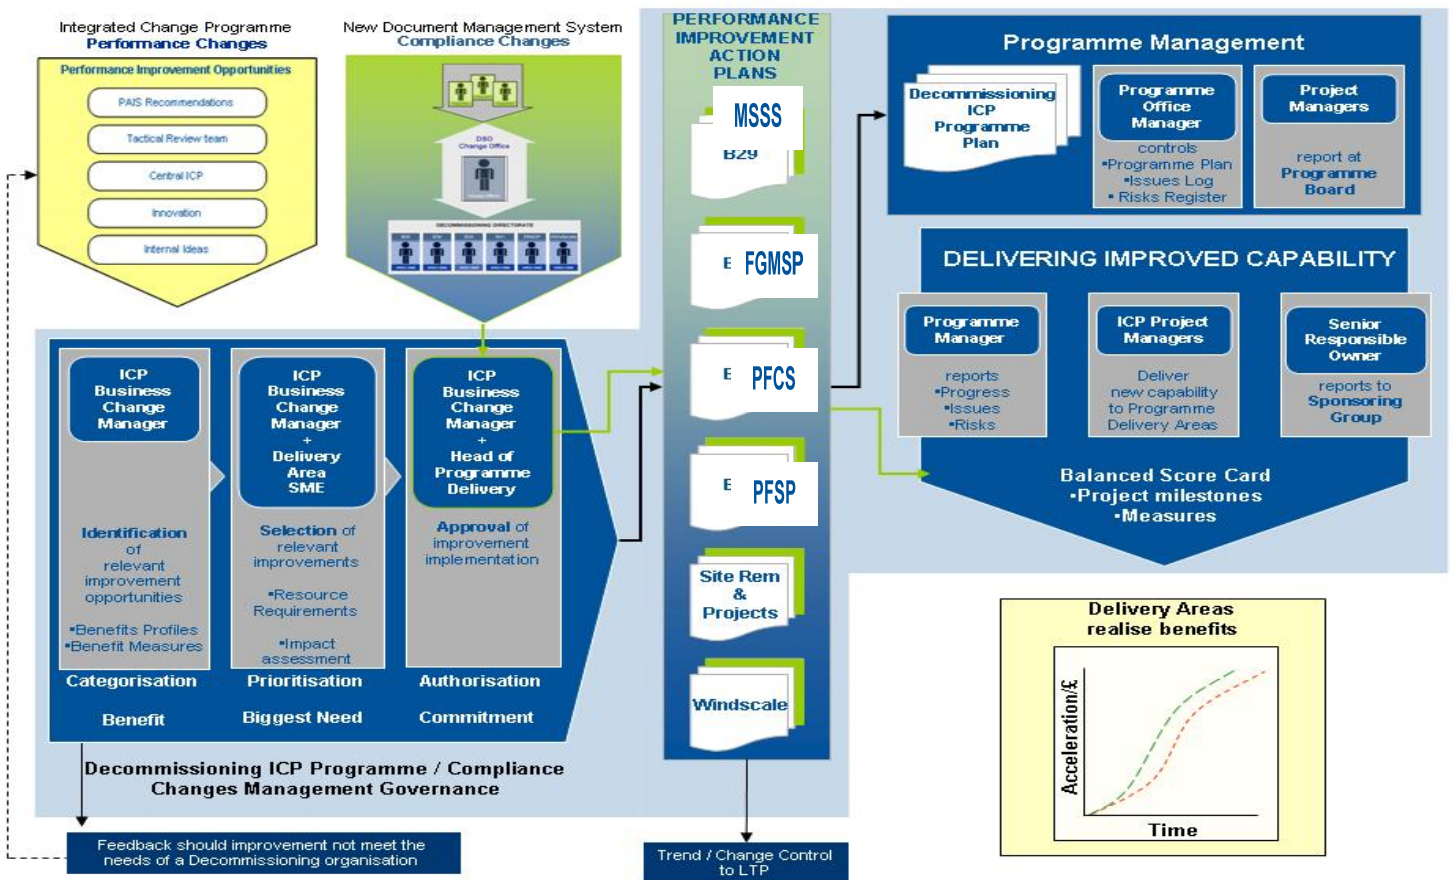 Integrated Change Programme
Performance Changes
Performance Improvement Opportunities
PAIS Recommendations
Tactical Review team
Central ICP
Innovation
Internal Ideas
New Document Management System
Compliance Changes
DSO
Change Office
DECOMMISSIONING DIRECTORATE
ICP
Business
Change
Manager
Identification
of
relevant
improvement
opportunities
▪Benefits Profiles
▪Benefit Measures
Categorisation
Benefit
ICP
Business
Change
Manager
+
Delivery
Area
SME
Selection of
relevant
improvements
▪Resource
Requirements
▪Impact
assessment
Prioritisation
Biggest Need
ICP
Business
Change
Manager
+
Head of
Programme
Delivery
Approval of
improvement
implementation
Authorisation
Commitment
Decommissioning ICP Programme / Compliance
Changes Management Governance
Feedback should improvement not meet the
needs of a Decommissioning organisation
PERFORMANCE
IMPROVEMENT
ACTION
PLANS
MSSS
B29
FGMSP
PFCS
PFSP
Site Rem
&
Projects
Windscale
Trend / Change Control
to LTP
Programme Management
Decommissioning
ICP
Programme
Plan
Programme
Office
Manager
controls
▪Programme Plan
▪Issues Log
▪ Risks Register
Project
Managers
report at
Programme
Board
DELIVERING IMPROVED CAPABILITY
Programme
Manager
reports
▪Progress
▪Issues
▪Risks
ICP Project
Managers
Deliver
new capability
to Programme
Delivery Areas
Senior
Responsible
Owner
reports to
Sponsoring
Group
Balanced Score Card
▪Project milestones
▪Measures
Delivery Areas
realise benefits
Acceleration/£
Time